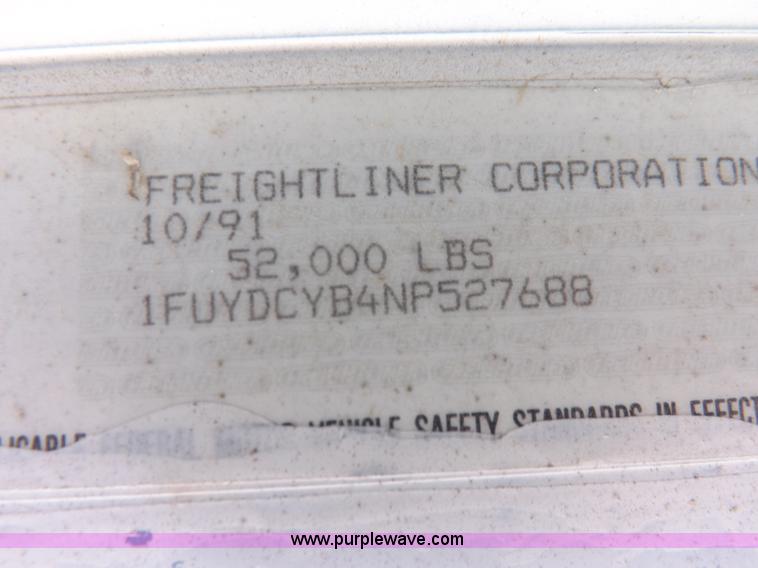 FREIGHTLINER CORPORATION
10/91
52,000 LBS
1FUYDCYB4NP527688
VEHICLE SAFETY STANDARDS IN EFFECT
www.purplewave.com